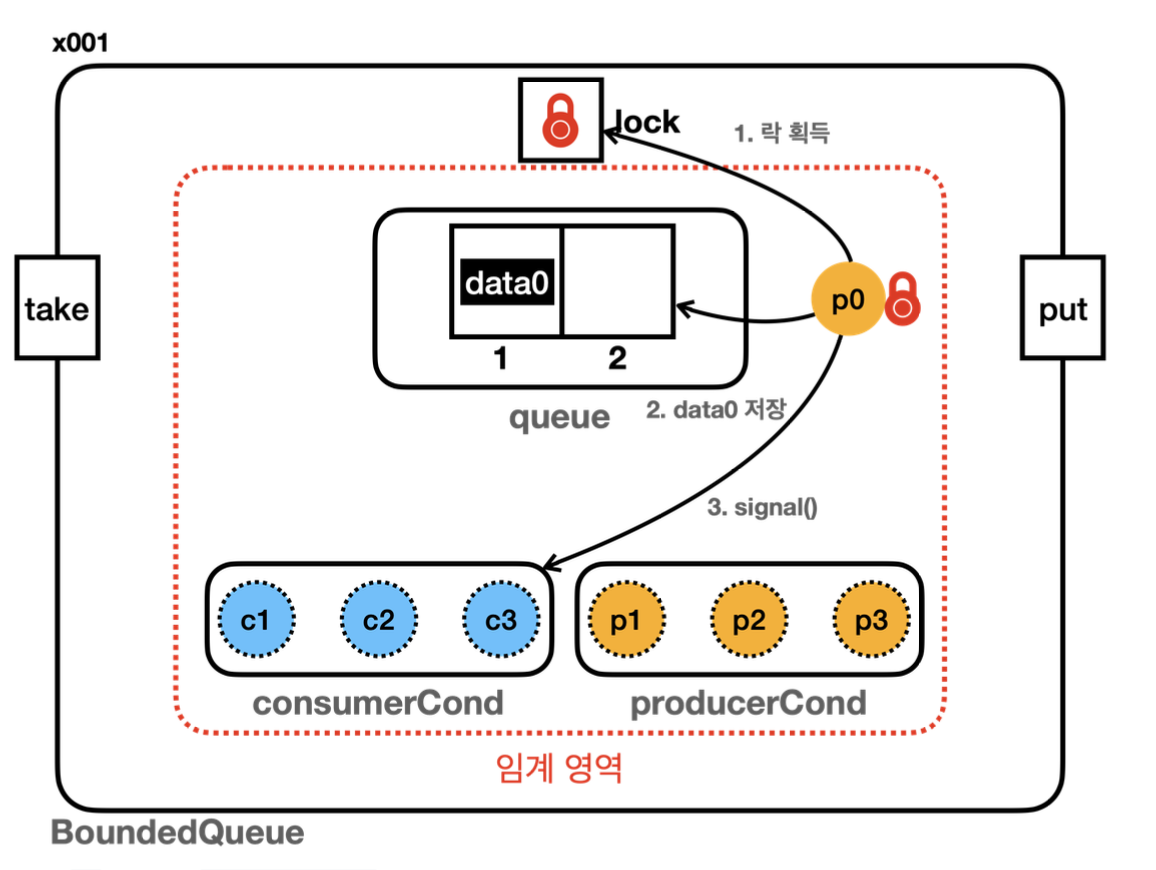 x001
lock
1. 락 획득
data0
p0
take
put
1
2
queue
2. data0 저장
3. signal()
c1
c2
c3
p1
p2
p3
consumerCond
producerCond
임계 영역
BoundedQueue